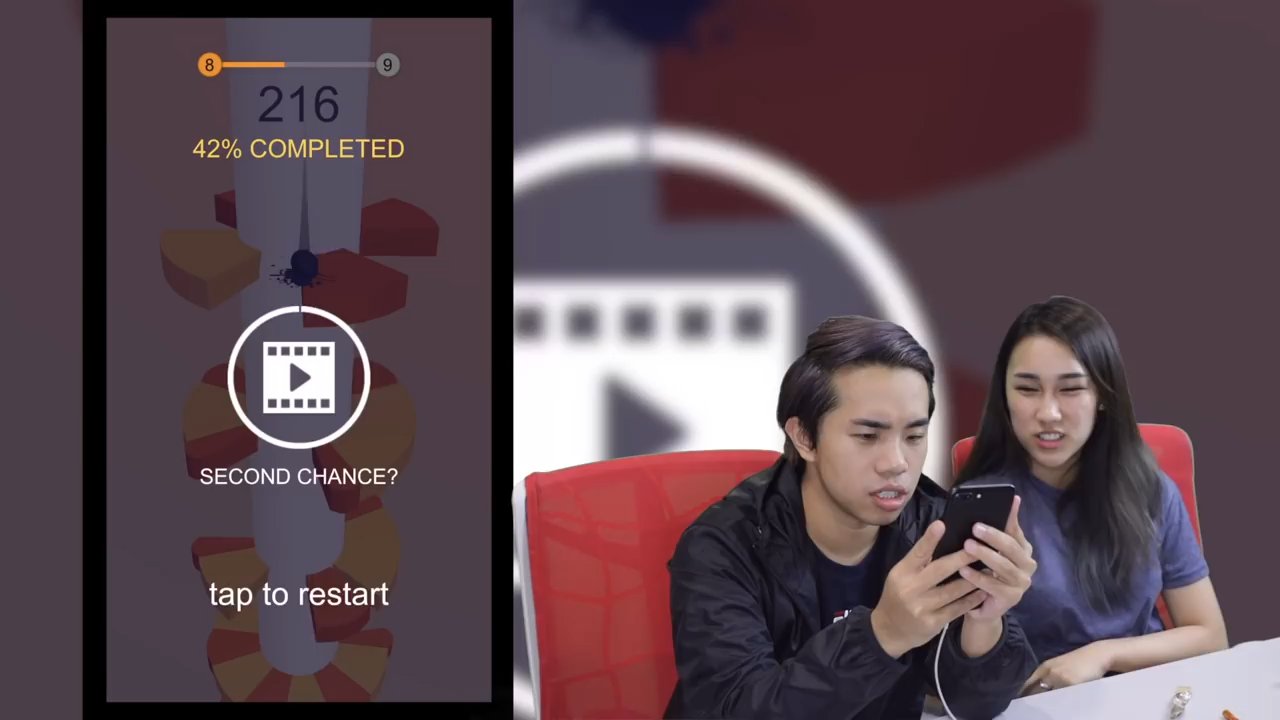 8 9
216
42% COMPLETED
SECOND CHANCE?
tap to restart